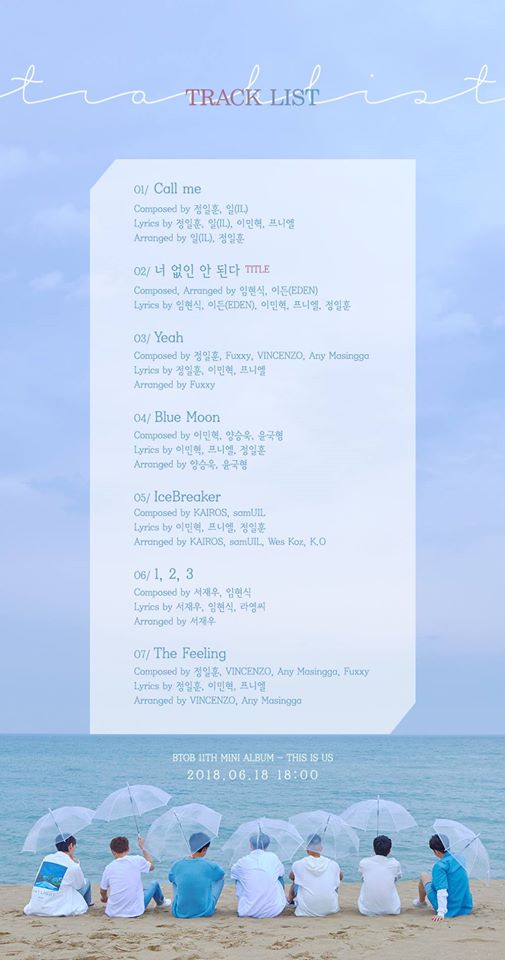 track list
TRACK LIST
01/ Call me
Composed by 정일훈, 일(IL)
Lyrics by 정일훈, 일(IL), 이민혁, 프니엘
Arranged by 일(IL), 정일훈
02/ 너 없인 안 된다 TITLE
Composed, Arranged by 임현식, 이든(EDEN)
Lyrics by 임현식, 이든(EDEN), 이민혁, 프니엘, 정일훈
03/ Yeah
Composed by 정일훈, Fuxxy, VINCENZO, Any Masingga
Lyrics by 정일훈, 이민혁, 프니엘
Arranged by Fuxxy
04/ Blue Moon
Composed by 이민혁, 양승욱, 윤국형
Lyrics by 이민혁, 프니엘, 정일훈
Arranged by 양승욱, 윤국형
05/ IceBreaker
Composed by KAIROS, samUIL
Lyrics by 이민혁, 프니엘, 정일훈
Arranged by KAIROS, samUIL, Wes Koz, K.O
06/ 1, 2, 3
Composed by 서재우, 임현식
Lyrics by 서재우, 임현식, 라영씨
Arranged by 서재우
07/ The Feeling
Composed by 정일훈, VINCENZO, Any Masingga, Fuxxy
Lyrics by 정일훈, 이민혁, 프니엘
Arranged by VINCENZO, Any Masingga
BTOB 11TH MINI ALBUM – THIS IS US
2018.06.18 18:00